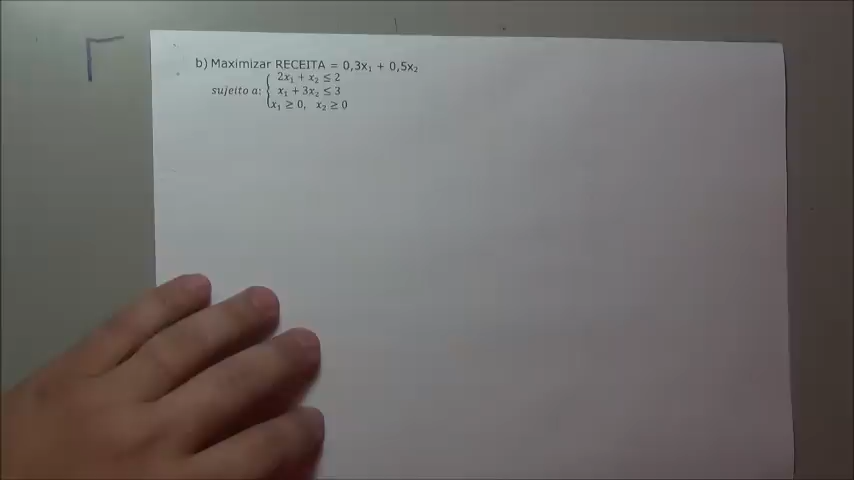 b) Maximizar RECEITA = 0,3x₁ + 0,5x₂
2x₁ + x₂ ≤ 2
sujeito a: { x₁ + 3x₂ ≤ 3
x₁ ≥ 0, x₂ ≥ 0